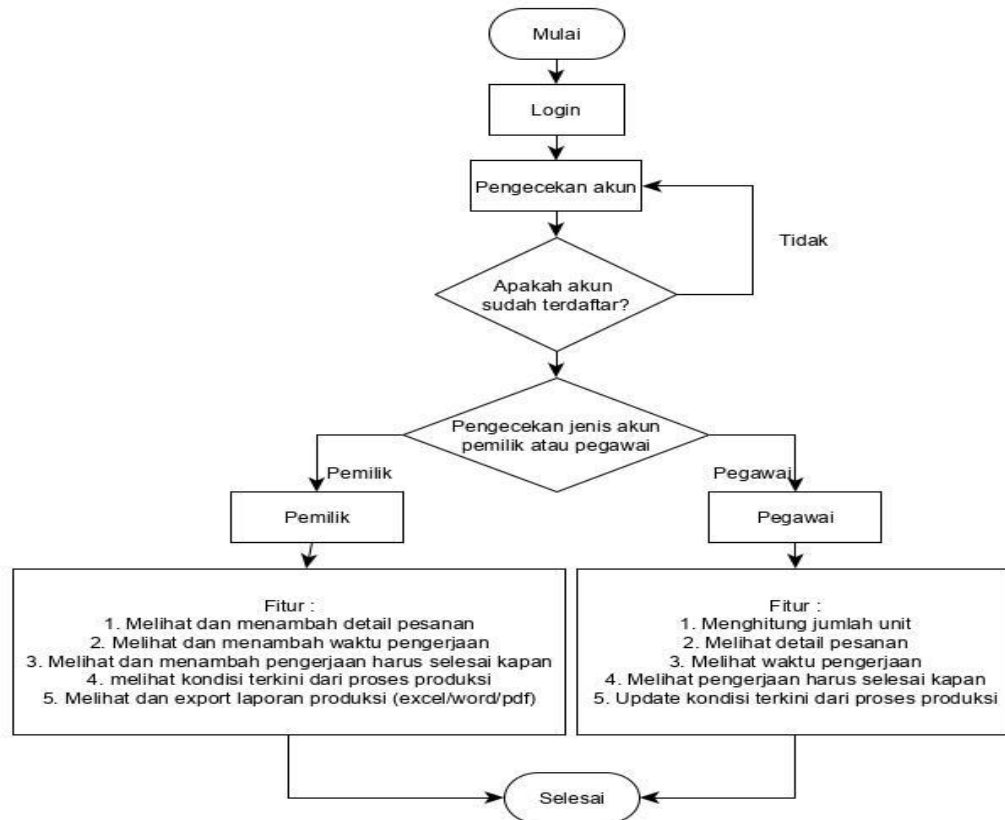 Mulai
Login
Pengecekan akun
Tidak
Apakah akun
sudah terdaftar?
Pengecekan jenis akun
pemilik atau pegawai
Pemilik
Pegawai
Pemilik
Pegawai
Fitur :
1. Melihat dan menambah detail pesanan
2. Melihat dan menambah waktu pengerjaan
3. Melihat dan menambah pengerjaan harus selesai kapan
4. melihat kondisi terkini dari proses produksi
5. Melihat dan export laporan produksi (excel/word/pdf)
Fitur :
1. Menghitung jumlah unit
2. Melihat detail pesanan
3. Melihat waktu pengerjaan
4. Melihat pengerjaan harus selesai kapan
5. Update kondisi terkini dari proses produksi
Selesai